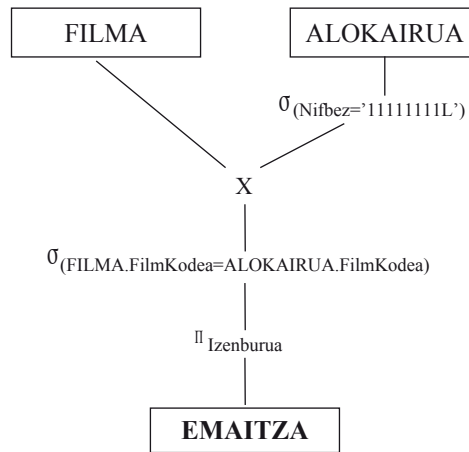 FILMA
ALOKAIRUA
σ(Nifbez='11111111L')
X
σ(FILMA.FilmKodea=ALOKAIRUA.FilmKodea)
Π Izenburua
EMAITZA